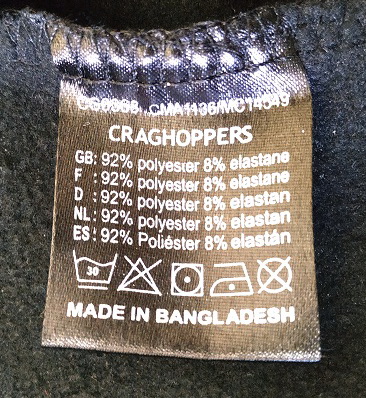 CMA1136/MC14049
CRAGHOPPERS
GB: 92% polyester 8% elastane
F : 92% polyester 8% elastane
D : 92% polyester 8% elastan
NL: 92% polyester 8% elastan
ES : 92% Poliéster 8% elastán
30
MADE IN BANGLADESH